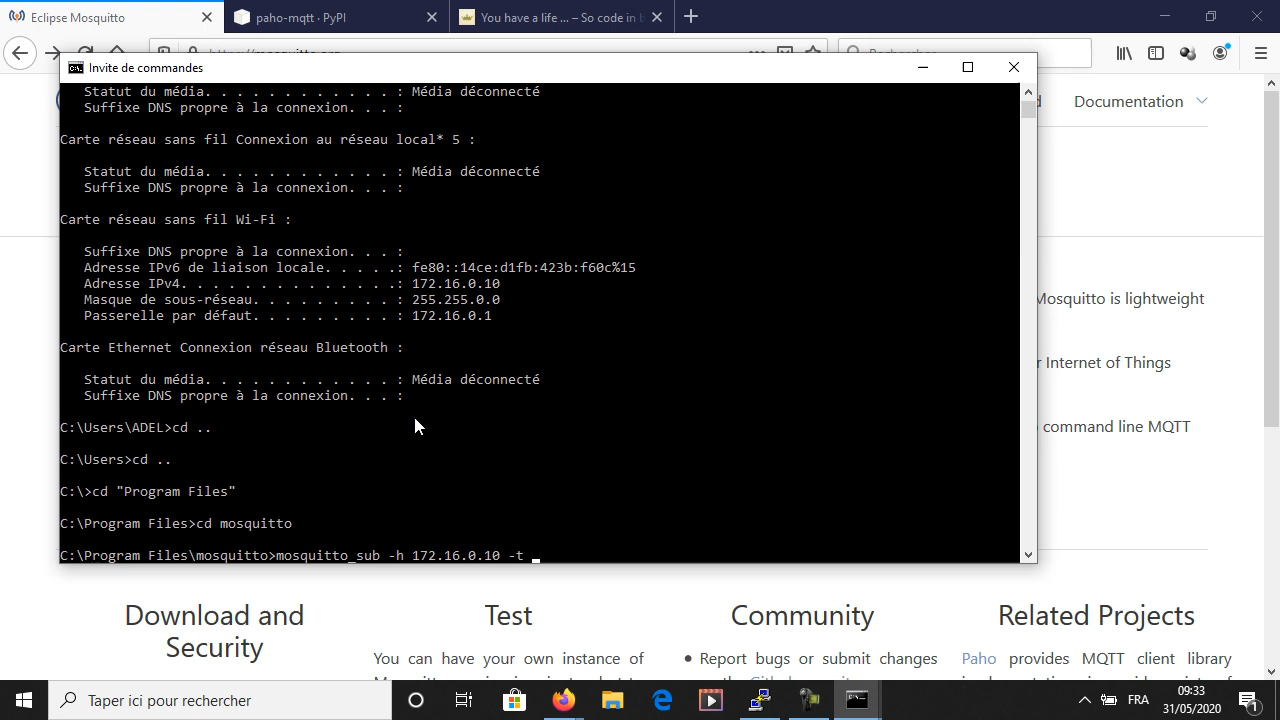 Eclipse Mosquitto
paho-mqtt · PyPI
You have a life ... – So code in
Invite de commandes
Statut du média. . . . . . . . . . . . : Média déconnecté
Suffixe DNS propre à la connexion. . . :
Carte réseau sans fil Connexion au réseau local* 5 :
Statut du média. . . . . . . . . . . . : Média déconnecté
Suffixe DNS propre à la connexion. . . :
Carte réseau sans fil Wi-Fi :
Suffixe DNS propre à la connexion. . . :
Adresse IPv6 de liaison locale. . . . .: fe80::14ce:d1fb:423b:f60c%15
Adresse IPv4. . . . . . . . . . . . . .: 172.16.0.10
Masque de sous-réseau. . . . . . . . . : 255.255.0.0
Passerelle par défaut. . . . . . . . . : 172.16.0.1
Carte Ethernet Connexion réseau Bluetooth :
Statut du média. . . . . . . . . . . . : Média déconnecté
Suffixe DNS propre à la connexion. . . :
C:\Users\ADEL>cd ..
C:\Users>cd ..
C:\>cd "Program Files"
C:\Program Files>cd mosquitto
C:\Program Files\mosquitto>mosquitto_sub -h 172.16.0.10 -t
Documentation
Mosquitto is lightweight
Internet of Things
command line MQTT
Download and
Security
Test
You can have your own instance of
Community
• Report bugs or submit changes
Related Projects
Paho provides MQTT client library
Taper ici pour rechercher
FRA
09:33
31/05/2020
1